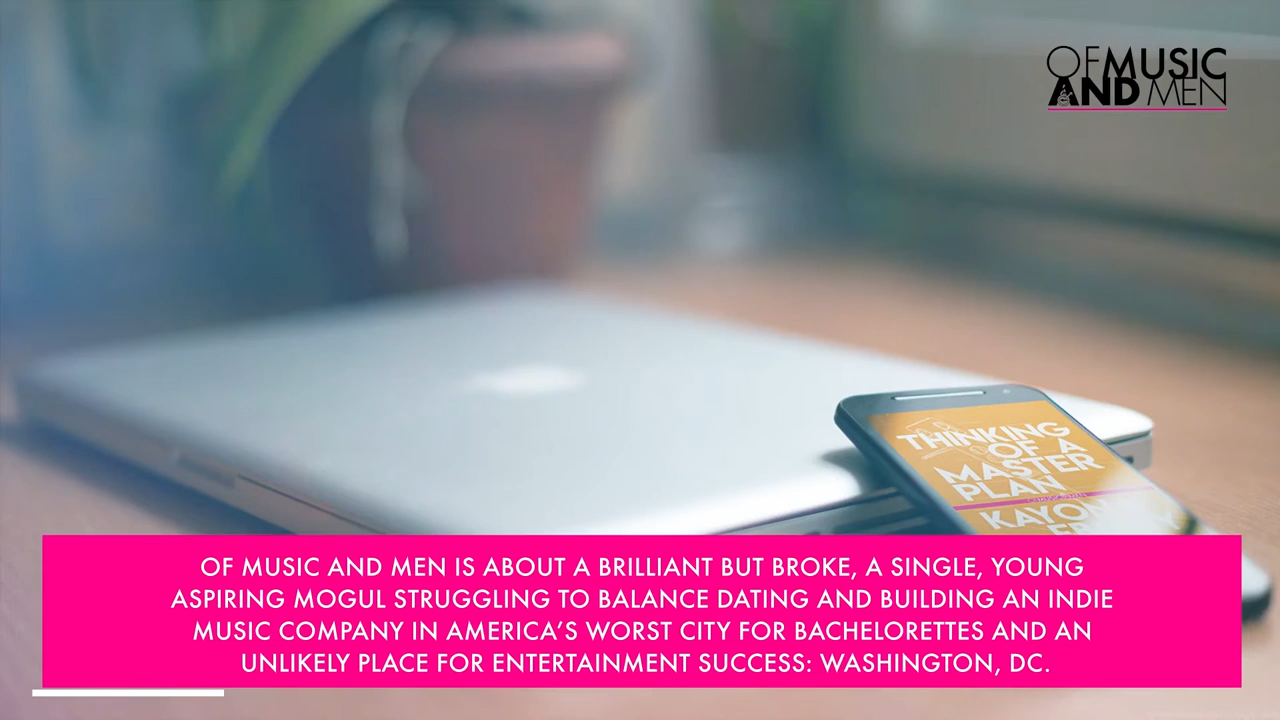 OF MUSIC
AND MEN
THINKING
OF A
MASTER
PLAN
OF MUSIC AND MEN IS ABOUT A BRILLIANT BUT BROKE, A SINGLE, YOUNG
ASPIRING MOGUL STRUGGLING TO BALANCE DATING AND BUILDING AN INDIE
MUSIC COMPANY IN AMERICA'S WORST CITY FOR BACHELORETTES AND AN
UNLIKELY PLACE FOR ENTERTAINMENT SUCCESS: WASHINGTON, DC.